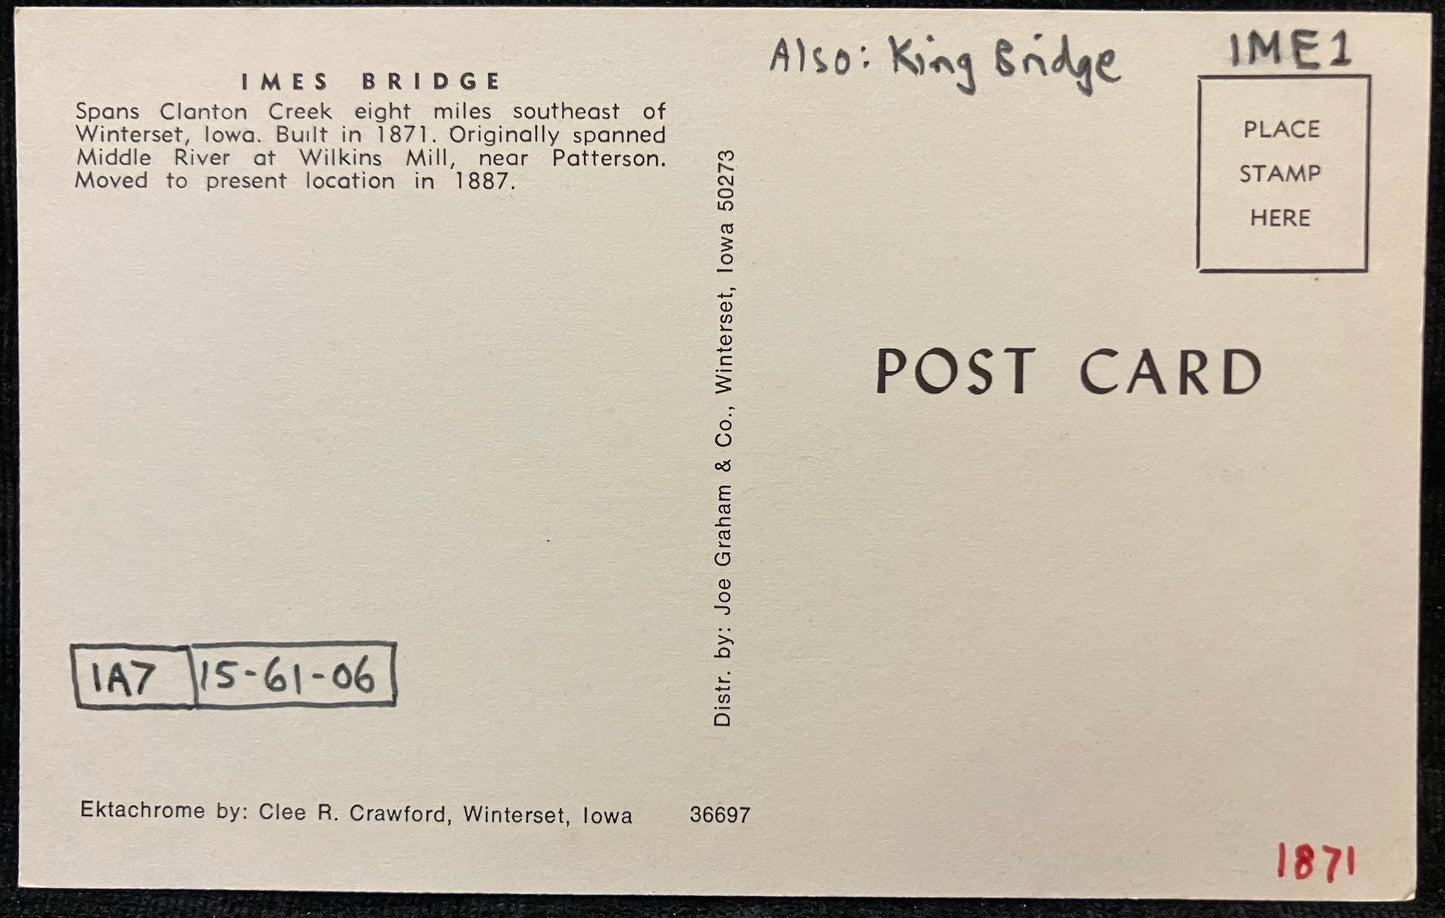 IMES BRIDGE
Spans Clanton Creek eight miles southeast of
Winterset, Iowa. Built in 1871. Originally spanned
Middle River at Wilkins Mill, near Patterson.
Moved to present location in 1887.
IA7 15-61-06
Ektachrome by: Clee R. Crawford, Winterset, Iowa 36697
Distr. by: Joe Graham & Co., Winterset, Iowa 50273
Also: King Bridge
IME1
PLACE
STAMP
HERE
POST CARD
1871